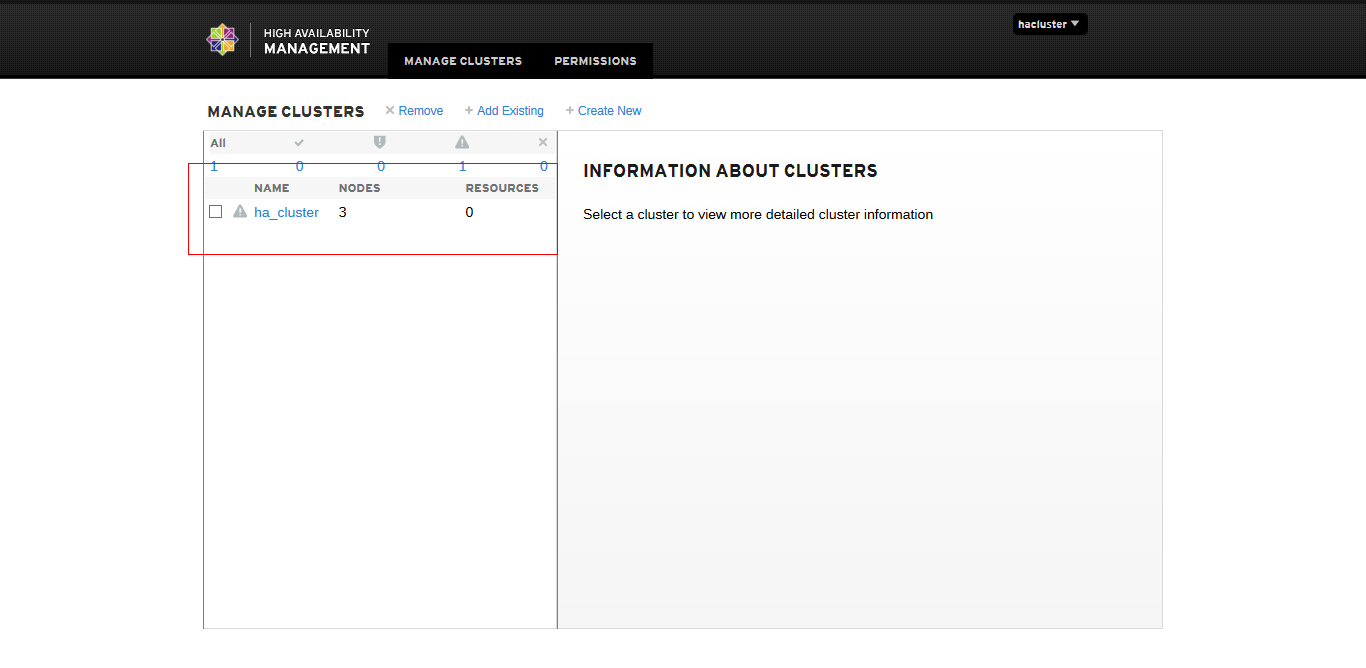 hacluster
HIGH AVAILABILITY
MANAGEMENT
MANAGE CLUSTERS PERMISSIONS
MANAGE CLUSTERS Remove + Add Existing + Create New
All
1 0 0 1 0
NAME NODES RESOURCES
ha_cluster 3 0
INFORMATION ABOUT CLUSTERS
Select a cluster to view more detailed cluster information